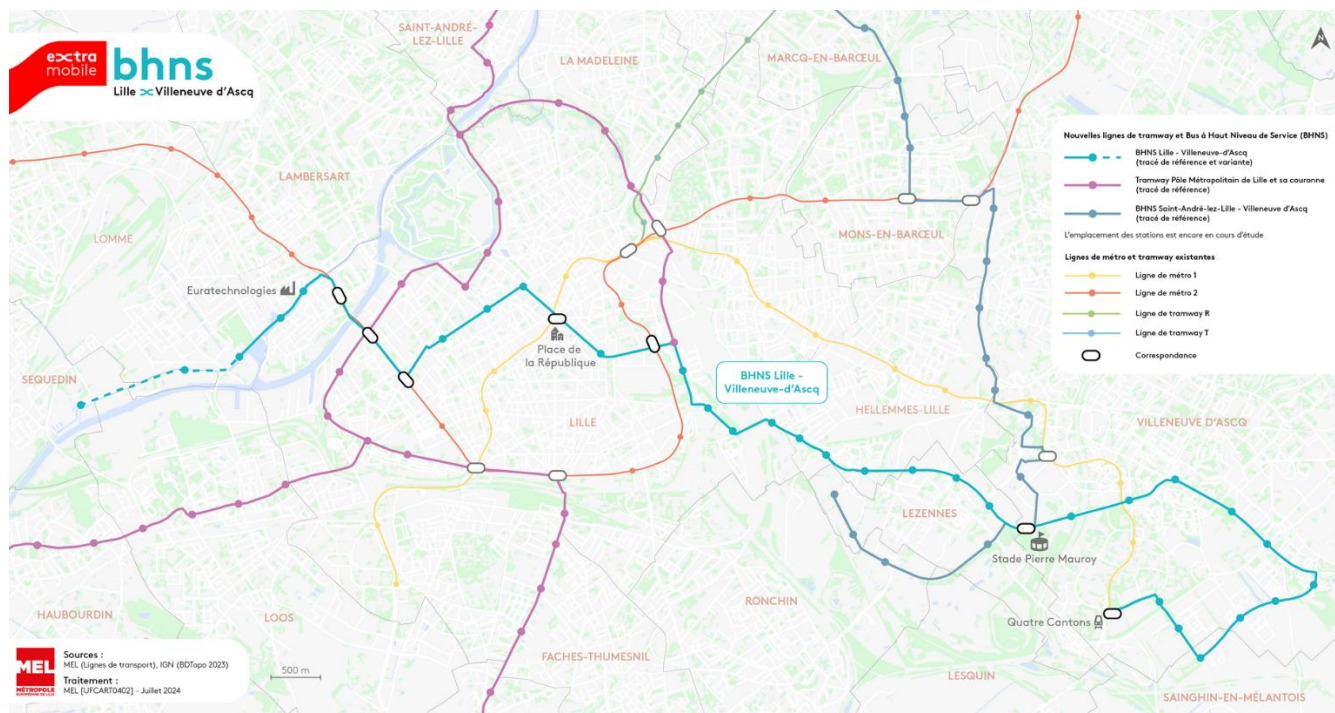 extra
mobile
bhns
Lille Villeneuve d'Ascq
SAINT-ANDRÉ-
LEZ-LILLE
LA MADELEINE
MARCQ-EN-BARŒUL
N
LAMBERSART
LOMME
MONS-EN-BARŒUL
Euratechnologies
Place de
la République
SEQUEDIN
BHNS Lille -
Villeneuve-d'Ascq
LILLE
HELLEMMES-LILLE
VILLENEUVE D'ASCQ
LEZENNES
Stade Pierre Mauroy
HAUBOURDIN
LOOS
RONCHIN
Quatre Cantons
FACHES-THUMESNIL
LESQUIN
SAINGHIN-EN-MÉLANTOIS
500 m
Nouvelles lignes de tramway et Bus à Haut Niveau de Service (BHNS)
BHNS Lille - Villeneuve-d'Ascq
(tracé de référence et variante)
Tramway Pôle Métropolitain de Lille et sa couronne
(tracé de référence)
BHNS Saint-André-lez-Lille - Villeneuve d'Ascq
(tracé de référence)
L'emplacement des stations est encore en cours d'étude
Lignes de métro et tramway existantes
Ligne de métro 1
Ligne de métro 2
Ligne de tramway R
Ligne de tramway T
Correspondance
MEL
MÉTROPOLE
EUROPÉENNE DE LILLE
Sources :
MEL (Lignes de transport), IGN (BDTopo 2023)
Traitement :
MEL [UFCART0402] - Juillet 2024